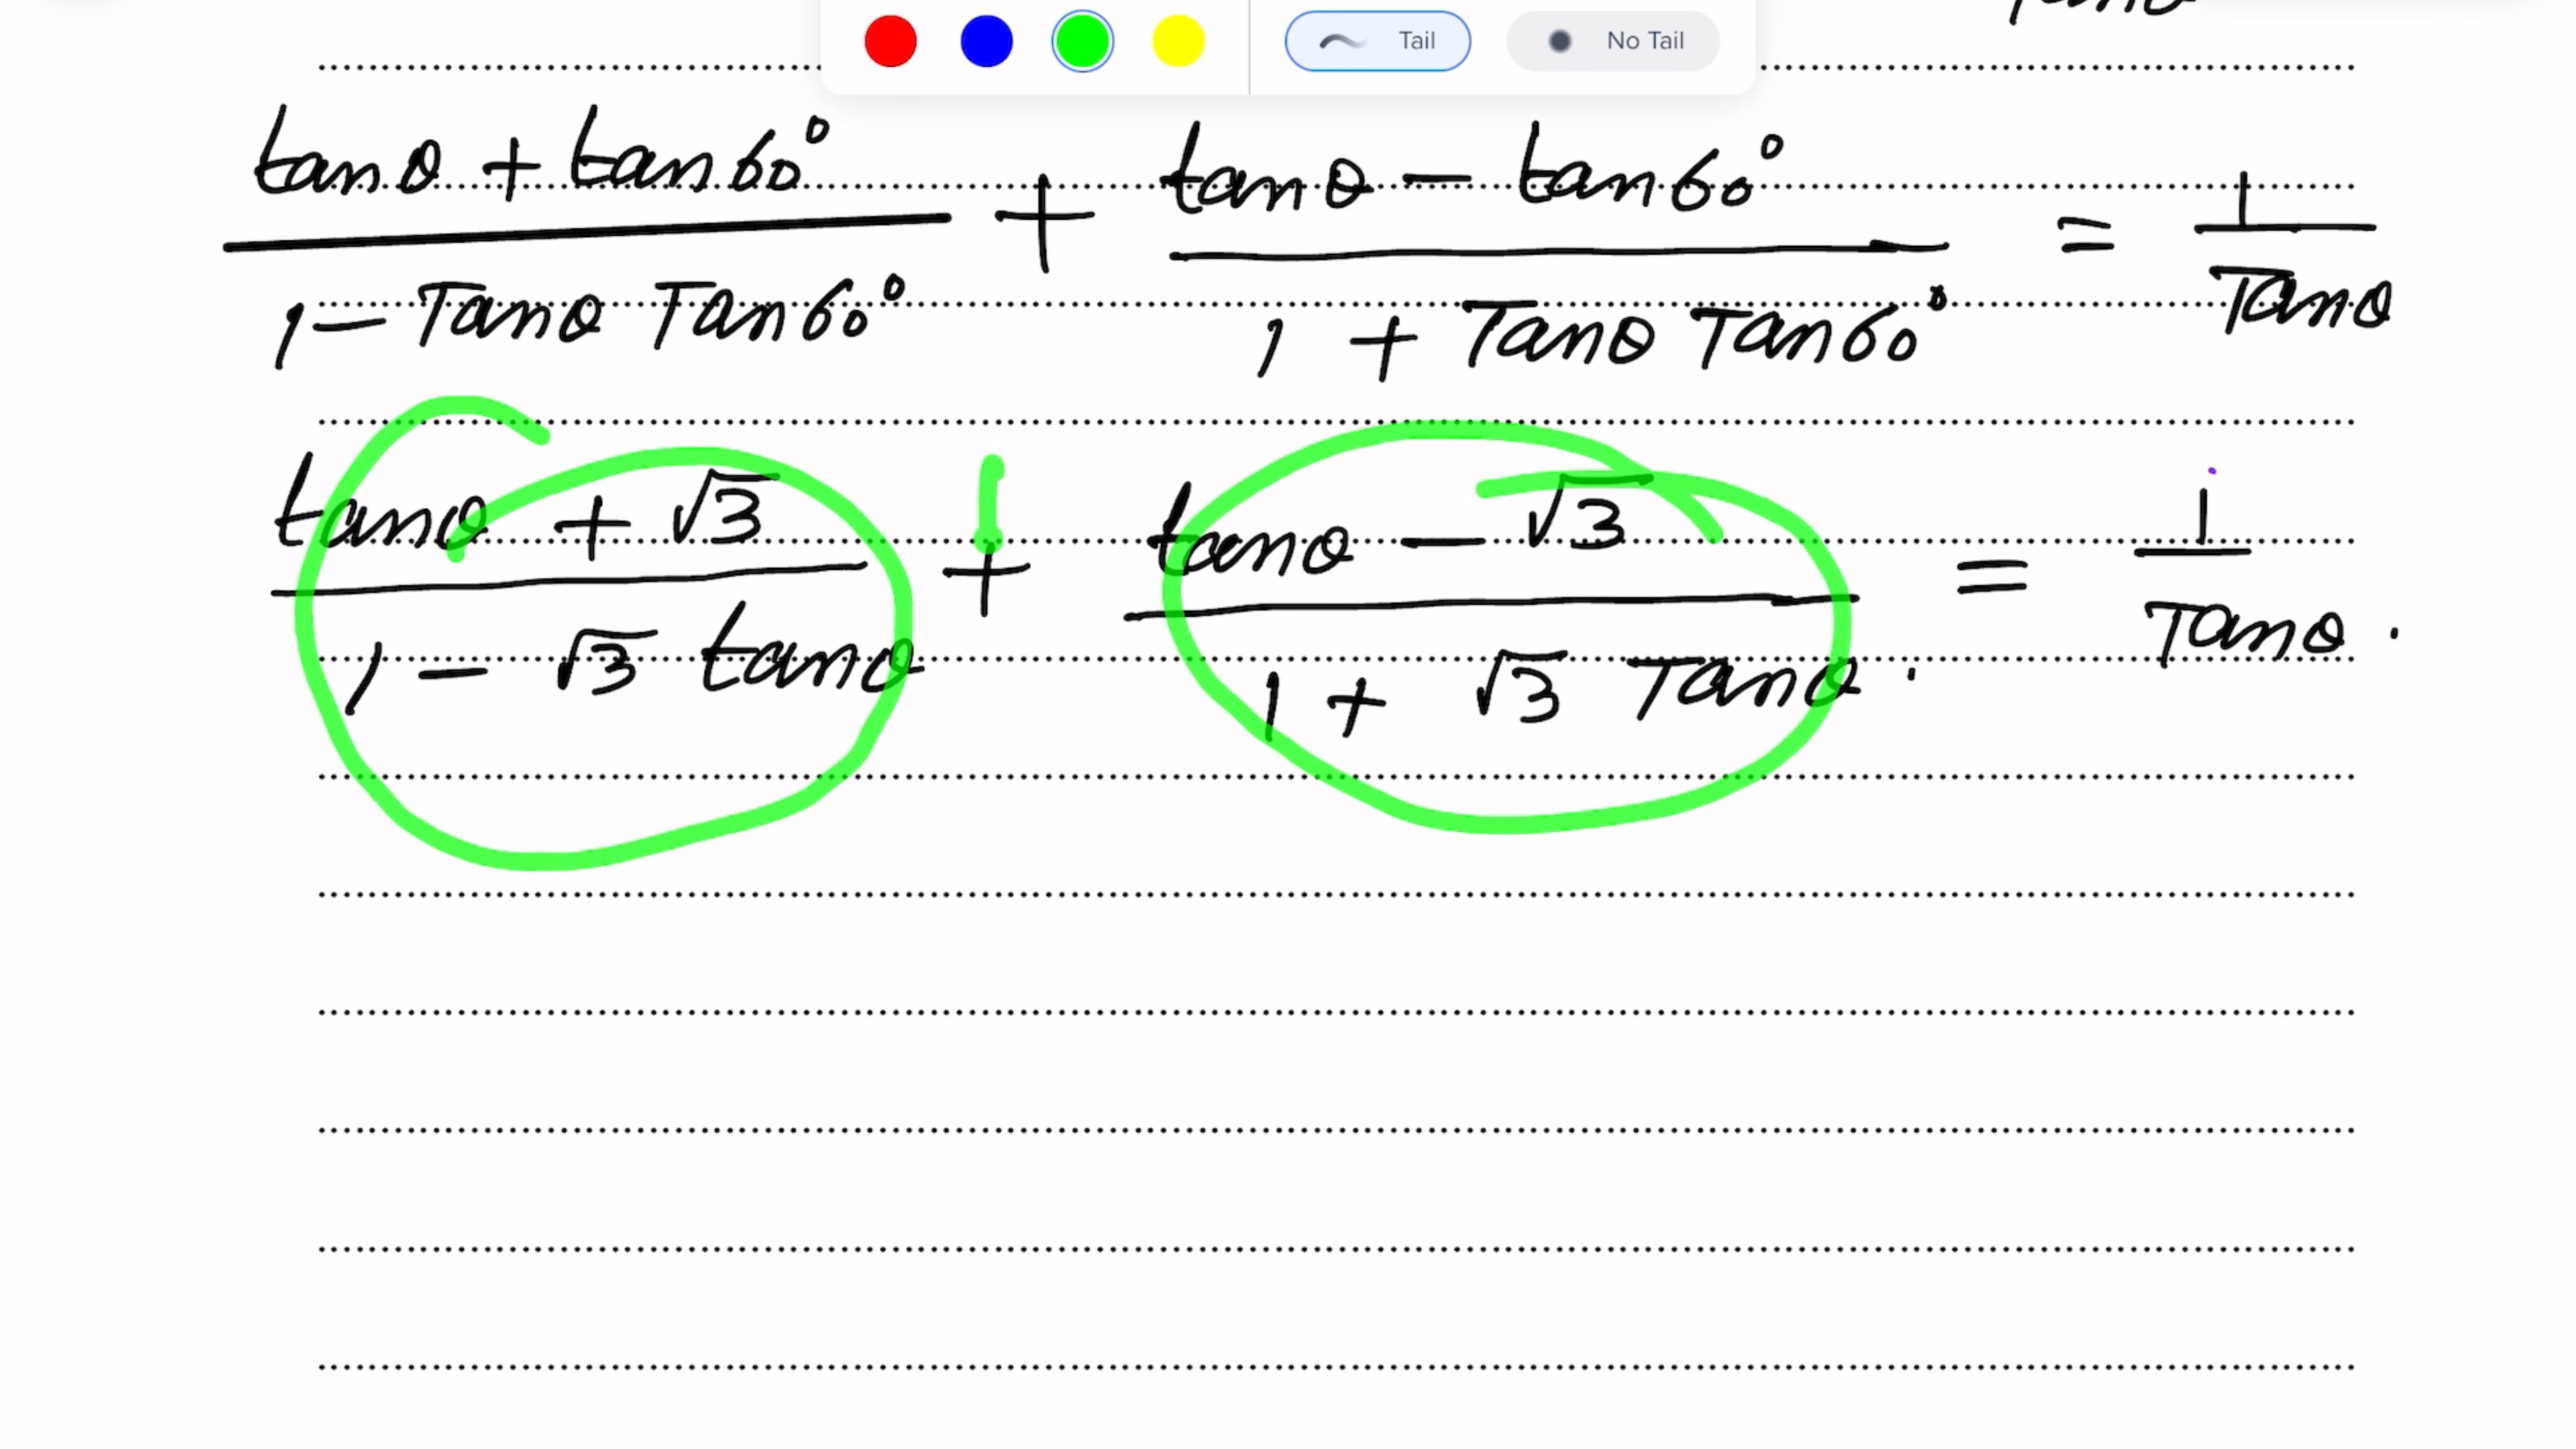 Tail No Tail
tanθ + tan60° / 1 - Tanθ Tan60° + tanθ - tan60° / 1 + Tanθ Tan60° = 1 / Tanθ
tanθ + √3 / 1 - √3 tanθ + tanθ - √3 / 1 + √3 Tanθ . = 1 / Tanθ .